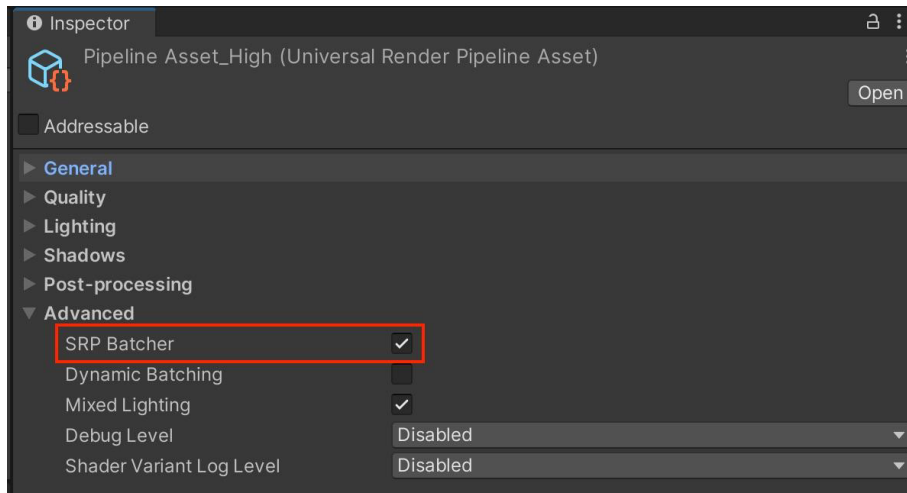 Inspector
Pipeline Asset_High (Universal Render Pipeline Asset)
Open
Addressable
General
Quality
Lighting
Shadows
Post-processing
Advanced
SRP Batcher
Dynamic Batching
Mixed Lighting
Debug Level Disabled
Shader Variant Log Level Disabled